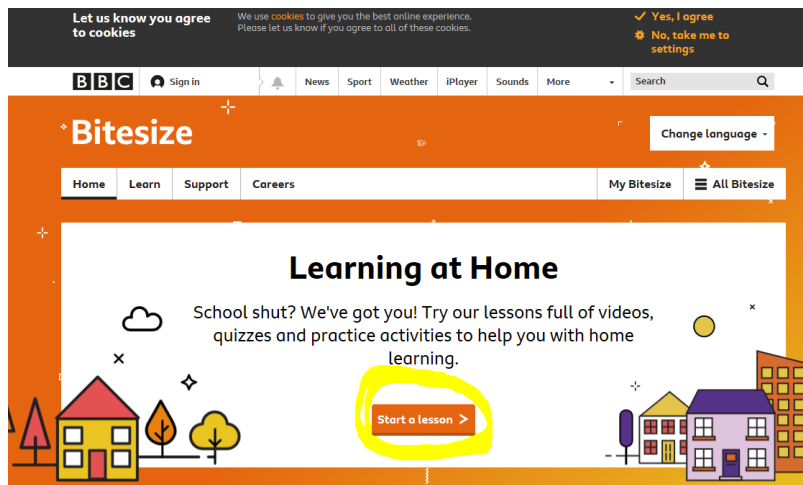 Let us know you agree
to cookies
We use cookies to give you the best online experience.
Please let us know if you agree to all of these cookies.
Yes, I agree
No, take me to
settings
BBC
Sign in
News
Sport
Weather
iPlayer
Sounds
More
Search
Bitesize
Change language
Home
Learn
Support
Careers
My Bitesize
All Bitesize
Learning at Home
School shut? We've got you! Try our lessons full of videos,
quizzes and practice activities to help you with home
learning.
Start a lesson >